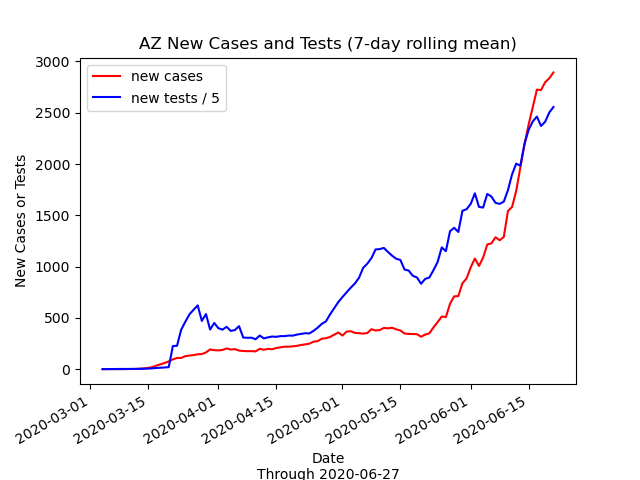 AZ New Cases and Tests (7-day rolling mean)
new cases
new tests / 5
New Cases or Tests
3000
2500
2000
1500
1000
500
0
2020-03-01
2020-03-15
2020-04-01
2020-04-15
2020-05-01
2020-05-15
2020-06-01
2020-06-15
Date
Through 2020-06-27